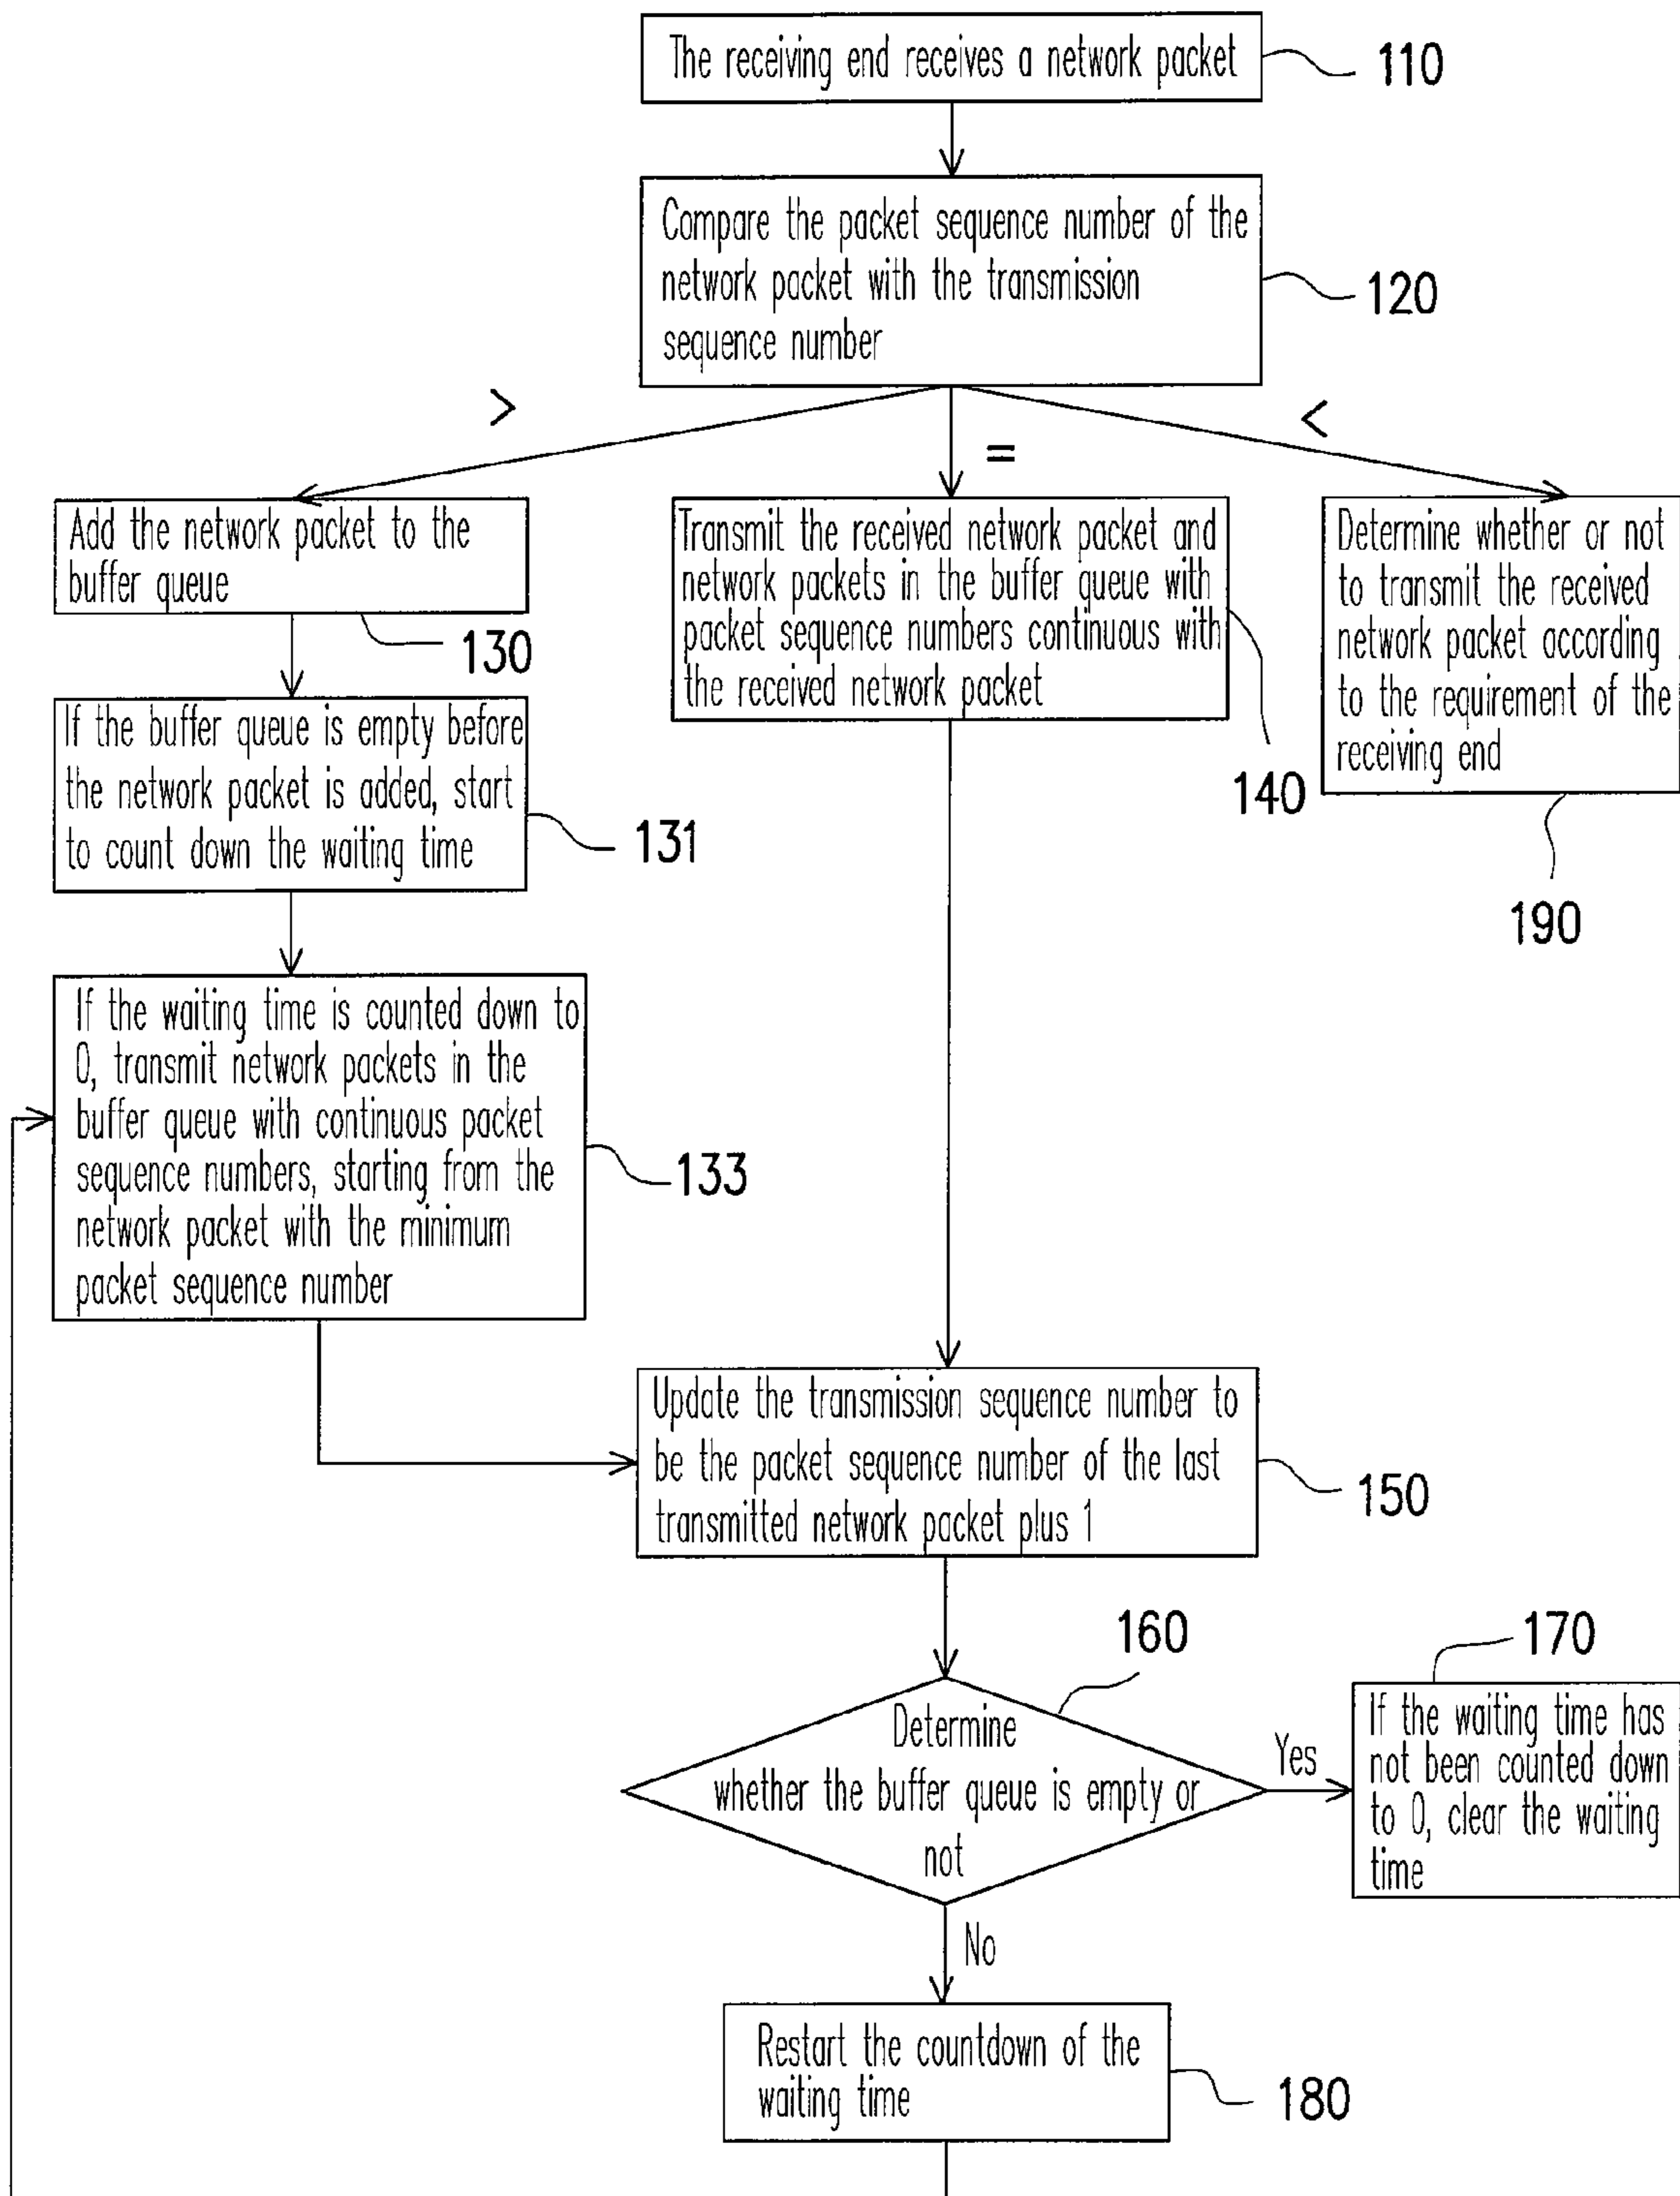 The receiving end receives a network packet
110
Compare the packet sequence number of the
network packet with the transmission
sequence number
120
>
=
<
Add the network packet to the
buffer queue
130
If the buffer queue is empty before
the network packet is added, start
to count down the waiting time
131
If the waiting time is counted down to
0, transmit network packets in the
buffer queue with continuous packet
sequence numbers, starting from the
network packet with the minimum
packet sequence number
133
Transmit the received network packet and
network packets in the buffer queue with
packet sequence numbers continuous with
the received network packet
140
Determine whether or not
to transmit the received
network packet according
to the requirement of the
receiving end
190
Update the transmission sequence number to
be the packet sequence number of the last
transmitted network packet plus 1
150
160
Determine
whether the buffer queue is empty or
not
Yes
170
If the waiting time has
not been counted down
to 0, clear the waiting
time
No
Restart the countdown of the
waiting time
180